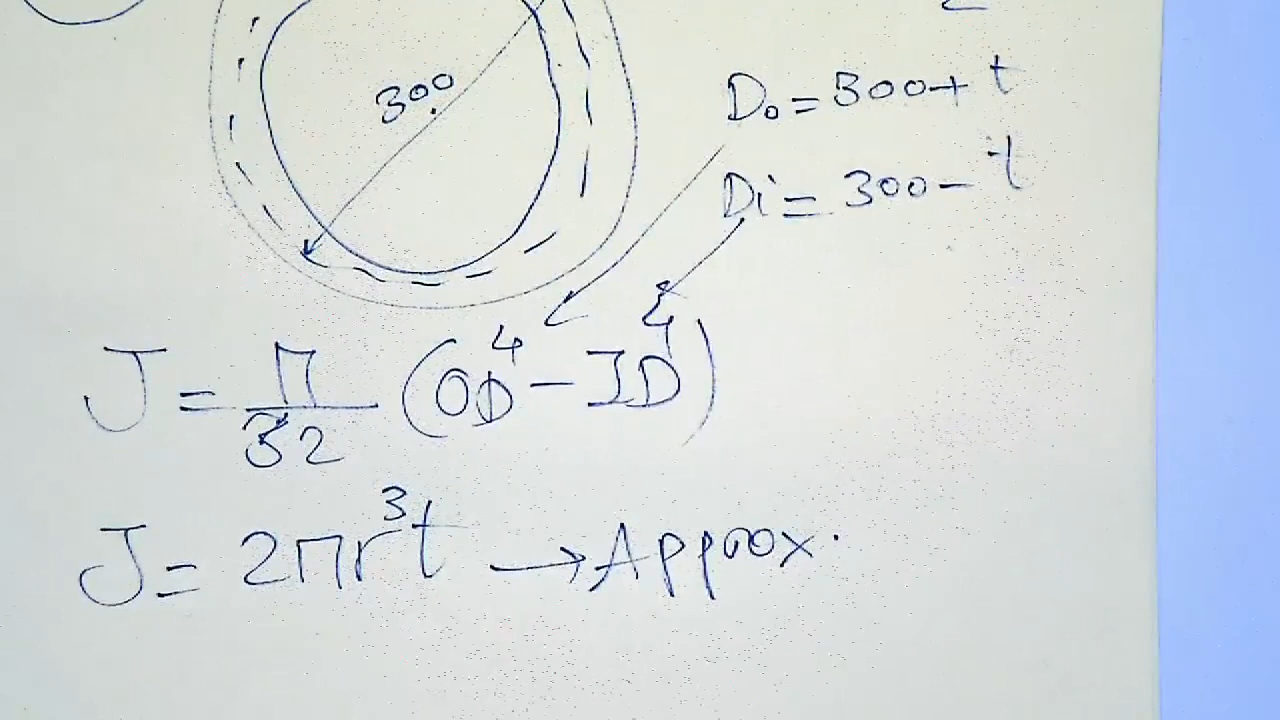 300
D₀ = 300 + t
Di = 300 - t
J = π/32 (OD⁴ - ID⁴)
J = 2πr³t → Approx.